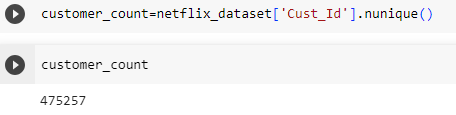 customer_count=netflix_dataset['Cust_Id'].nunique()
customer_count
475257